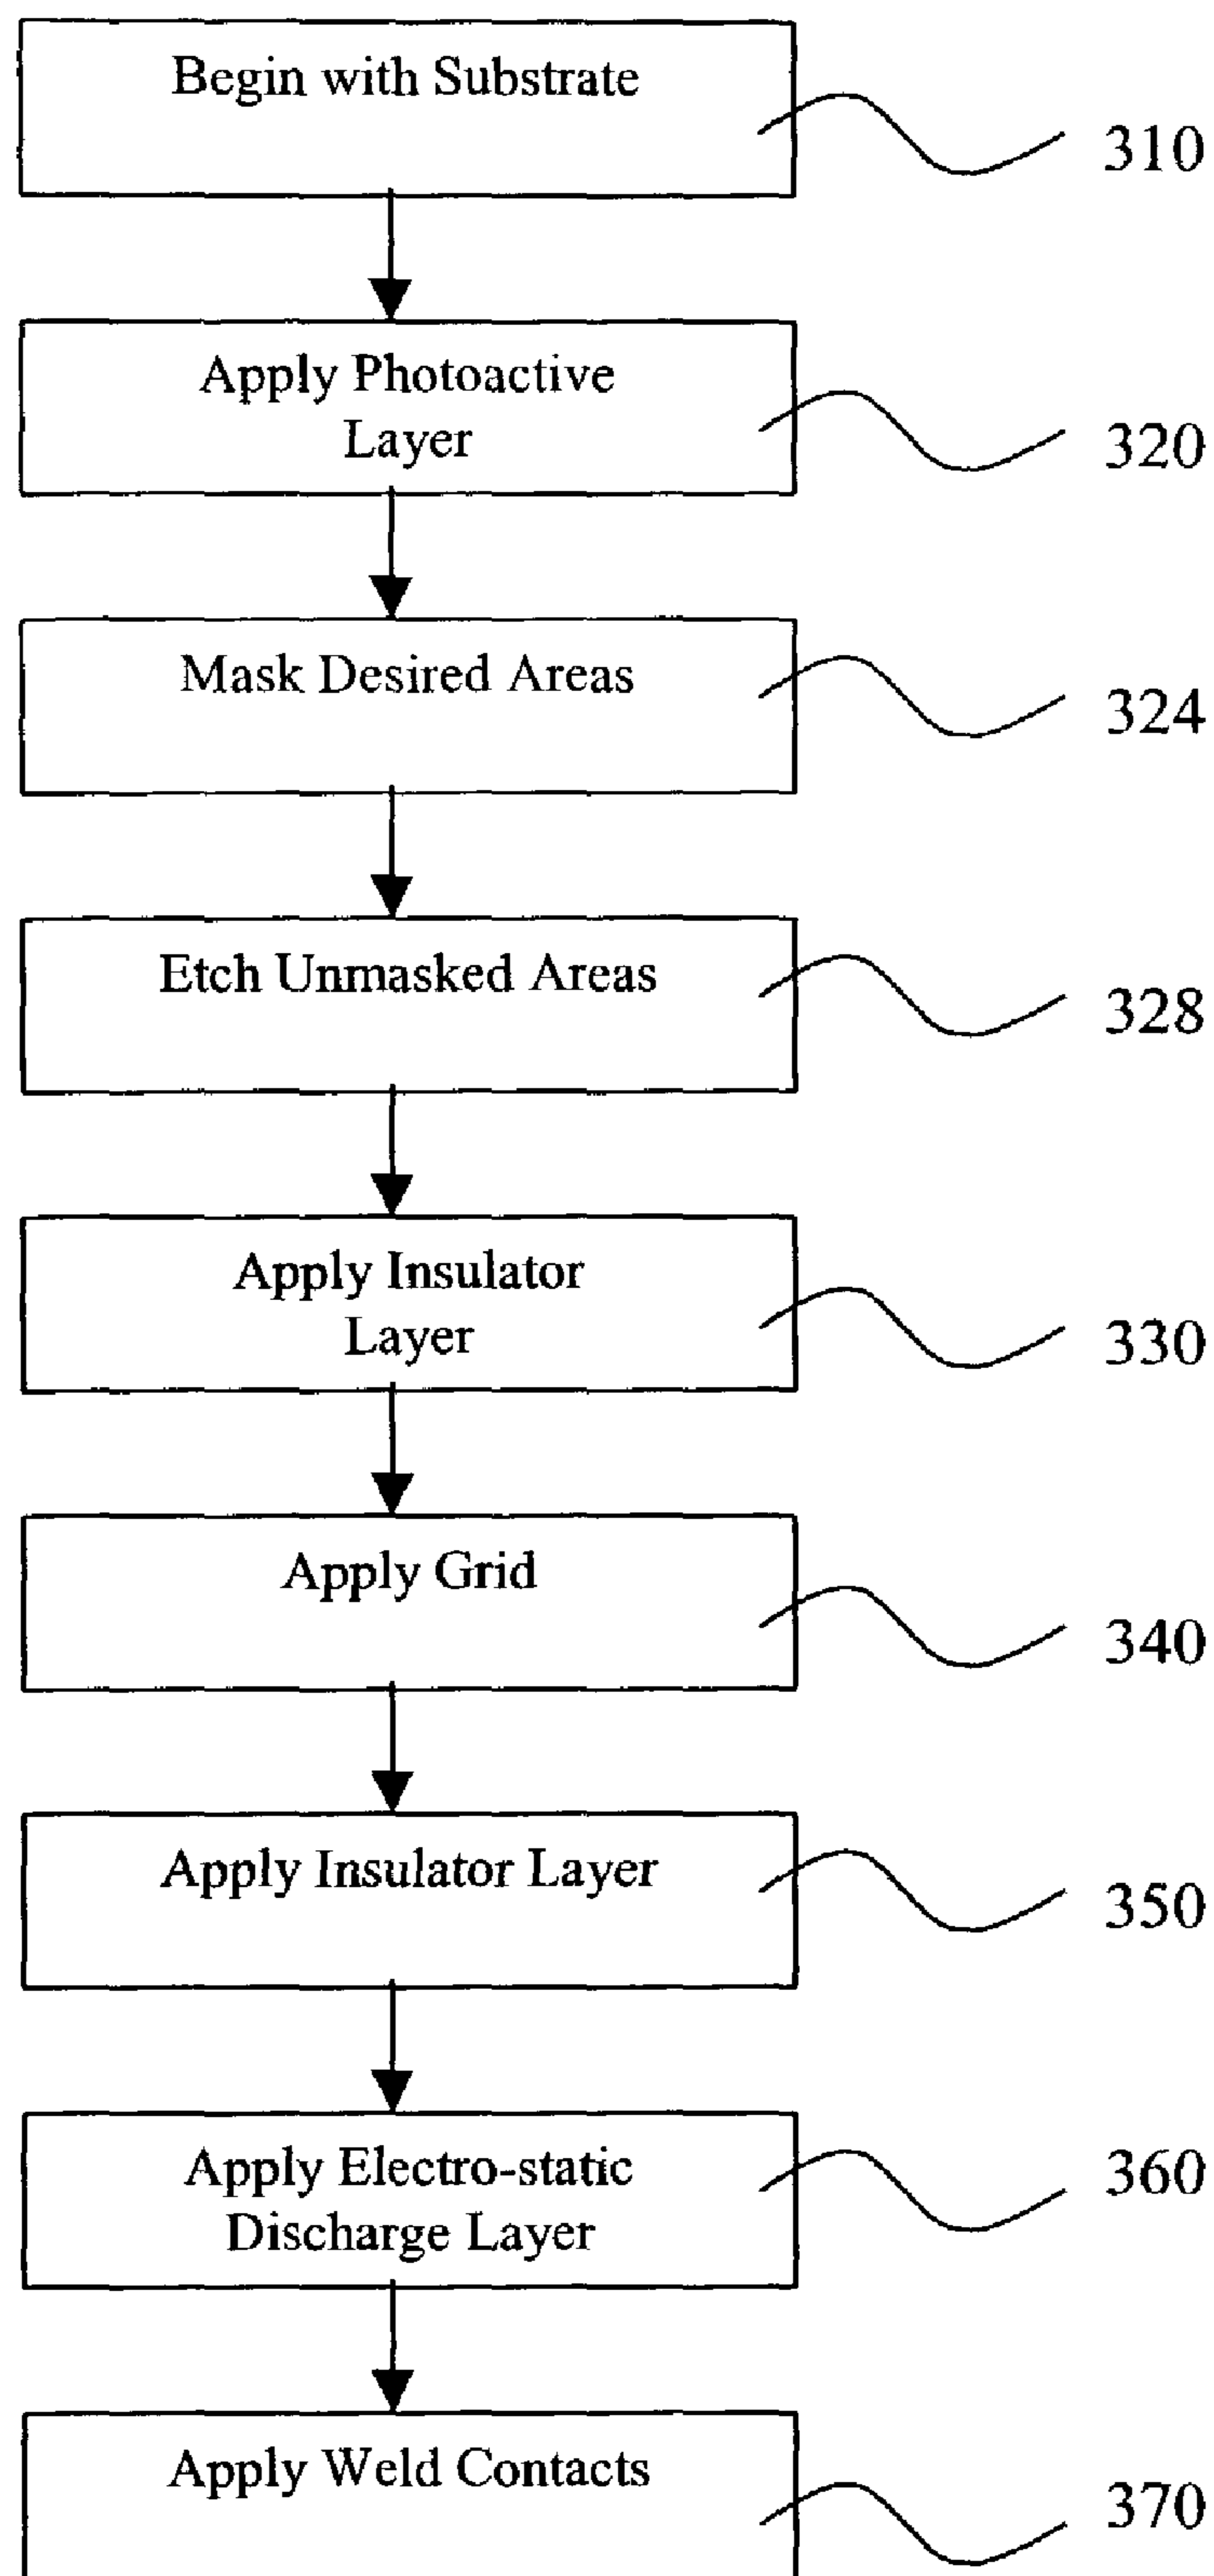 Begin with Substrate
310
Apply Photoactive
Layer
320
Mask Desired Areas
324
Etch Unmasked Areas
328
Apply Insulator
Layer
330
Apply Grid
340
Apply Insulator Layer
350
Apply Electro-static
Discharge Layer
360
Apply Weld Contacts
370